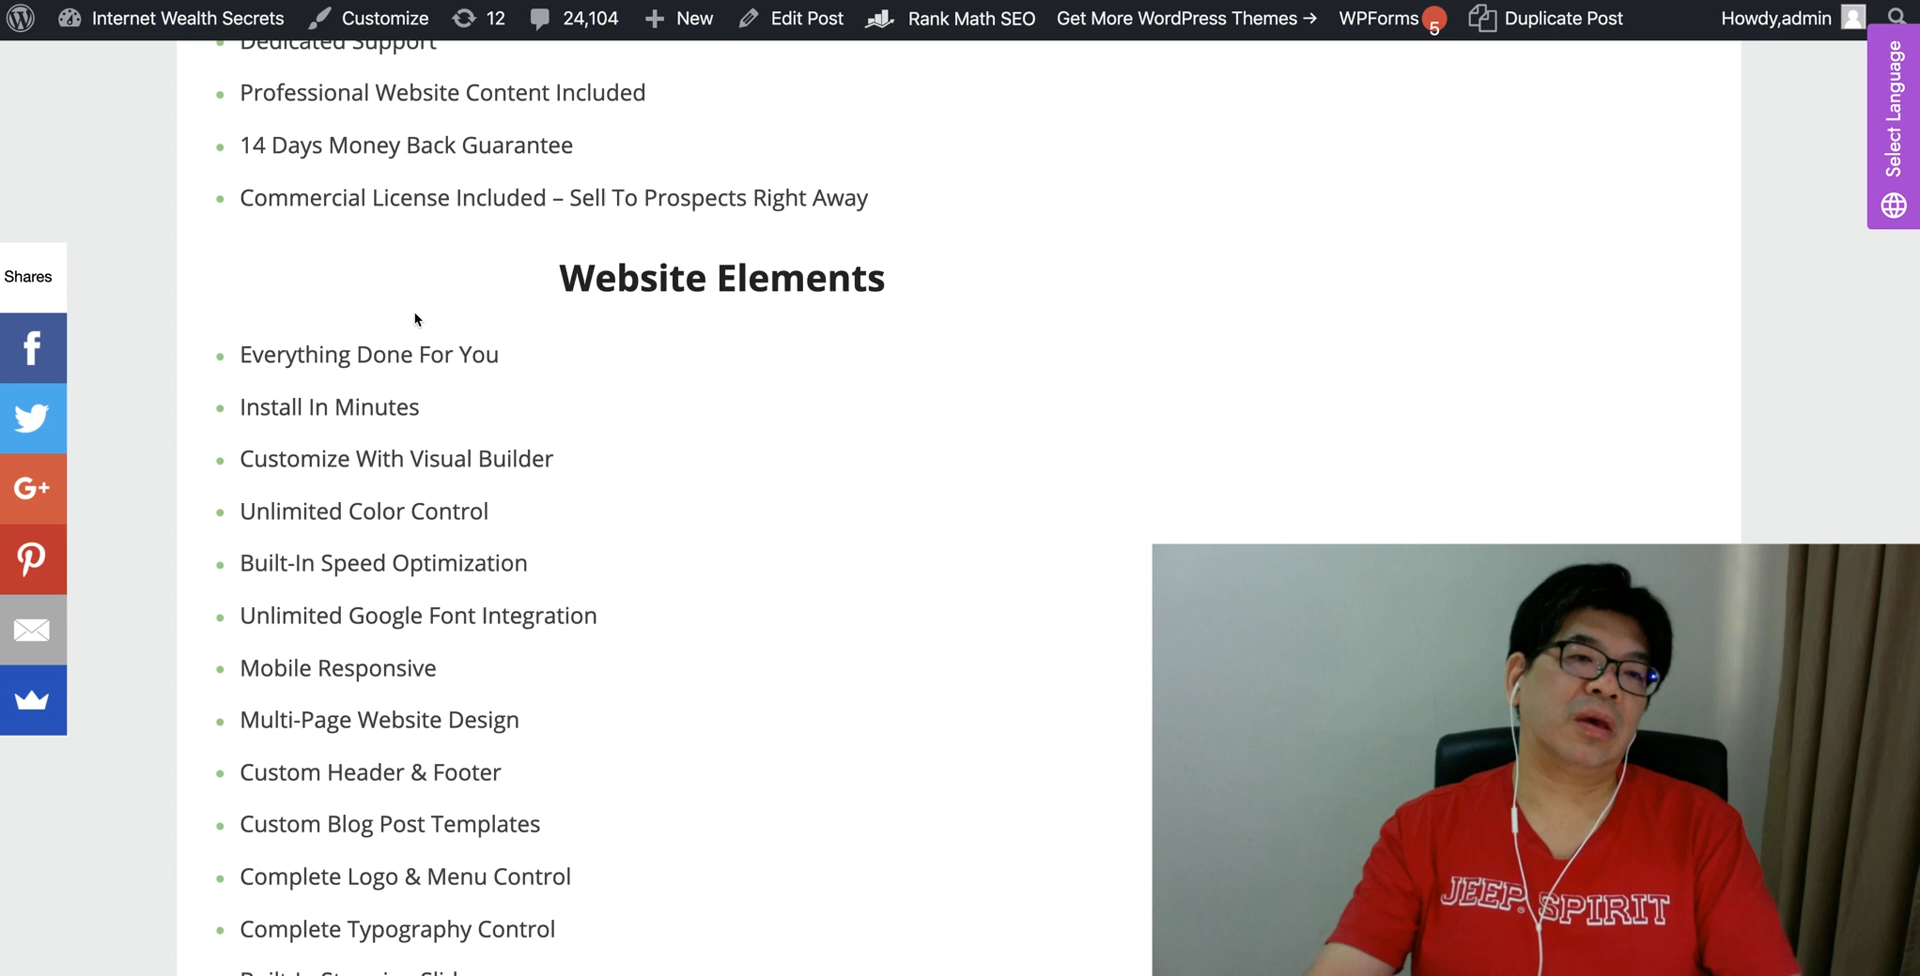 Internet Wealth Secrets Customize 12 24,104 New Edit Post Rank Math SEO Get More WordPress Themes → WPForms 5 Duplicate Post Howdy,admin
Select Language
Dedicated Support
Professional Website Content Included
14 Days Money Back Guarantee
Commercial License Included – Sell To Prospects Right Away
Shares
Website Elements
Everything Done For You
Install In Minutes
Customize With Visual Builder
Unlimited Color Control
Built-In Speed Optimization
Unlimited Google Font Integration
Mobile Responsive
Multi-Page Website Design
Custom Header & Footer
Custom Blog Post Templates
Complete Logo & Menu Control
Complete Typography Control
G+
JEEP® SPIRIT